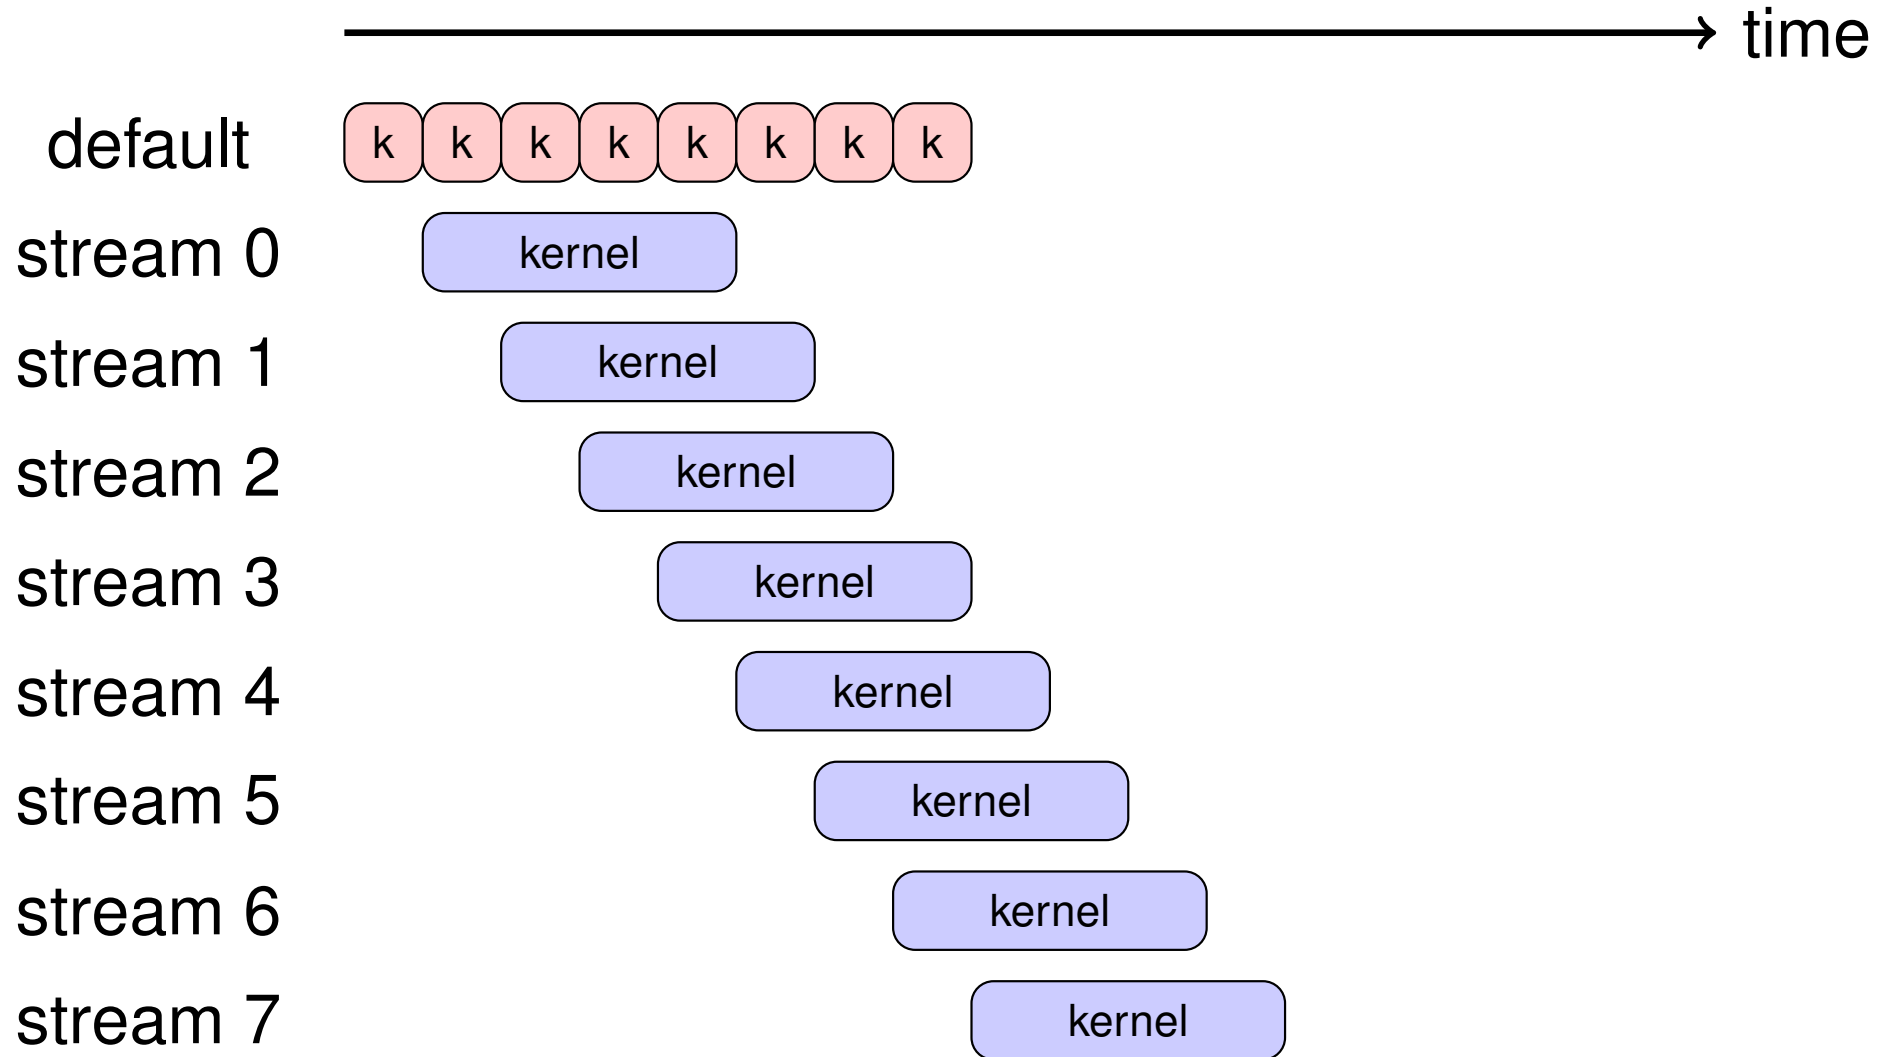 time
default k k k k k k k k
stream 0 kernel
stream 1 kernel
stream 2 kernel
stream 3 kernel
stream 4 kernel
stream 5 kernel
stream 6 kernel
stream 7 kernel